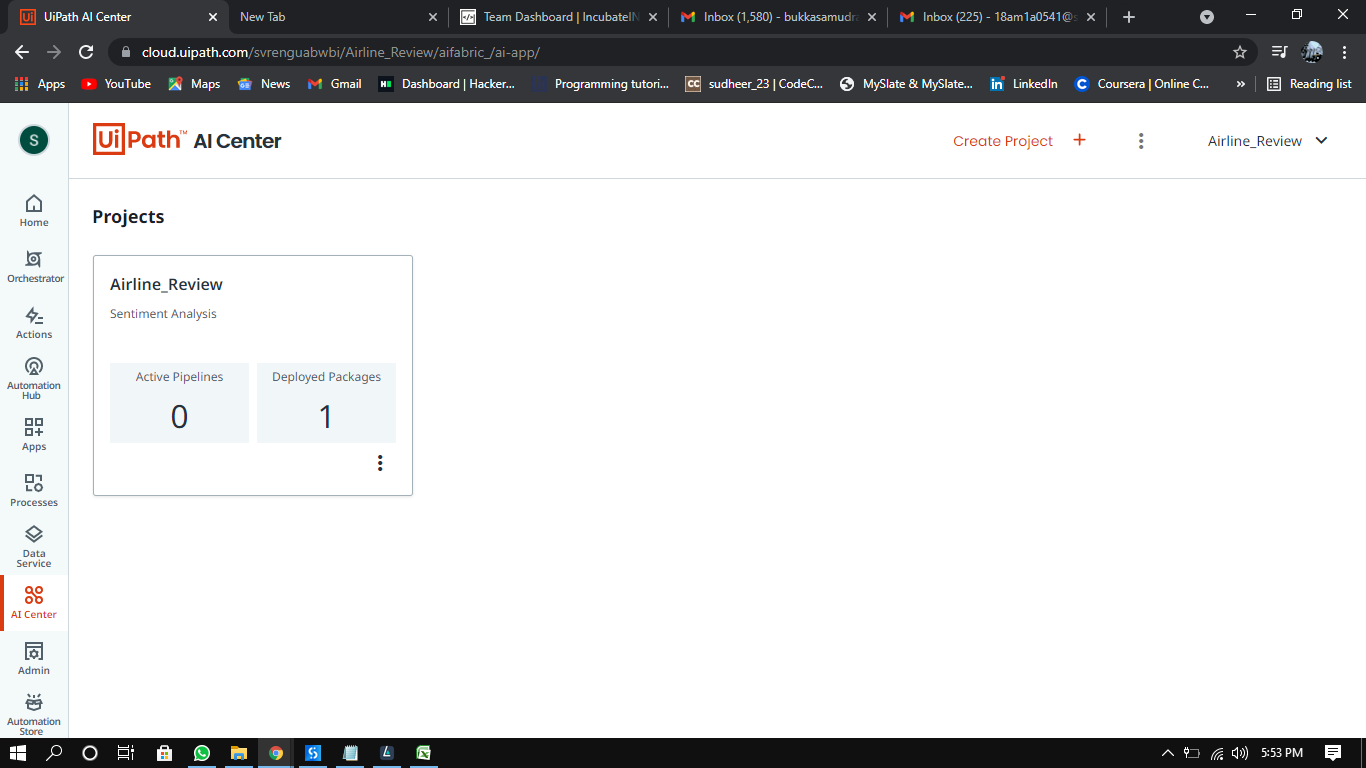 UiPath AI Center
New Tab
Team Dashboard | IncubateIN
Inbox (1,580) - bukkasamudra
Inbox (225) - 18am1a0541@s
cloud.uipath.com/svrenguabwbi/Airline_Review/aifabric_/ai-app/
Apps
YouTube
Maps
News
Gmail
Dashboard | Hacker...
Programming tutori...
CC
sudheer_23 | CodeC...
MySlate & MySlate...
LinkedIn
Coursera | Online C...
»
Reading list
S
UiPath™ AI Center
Create Project +
Airline_Review
Home
Orchestrator
Actions
Automation
Hub
Apps
Processes
Data
Service
AI Center
Admin
Automation
Store
Projects
Airline_Review
Sentiment Analysis
Active Pipelines
0
Deployed Packages
1
5:53 PM